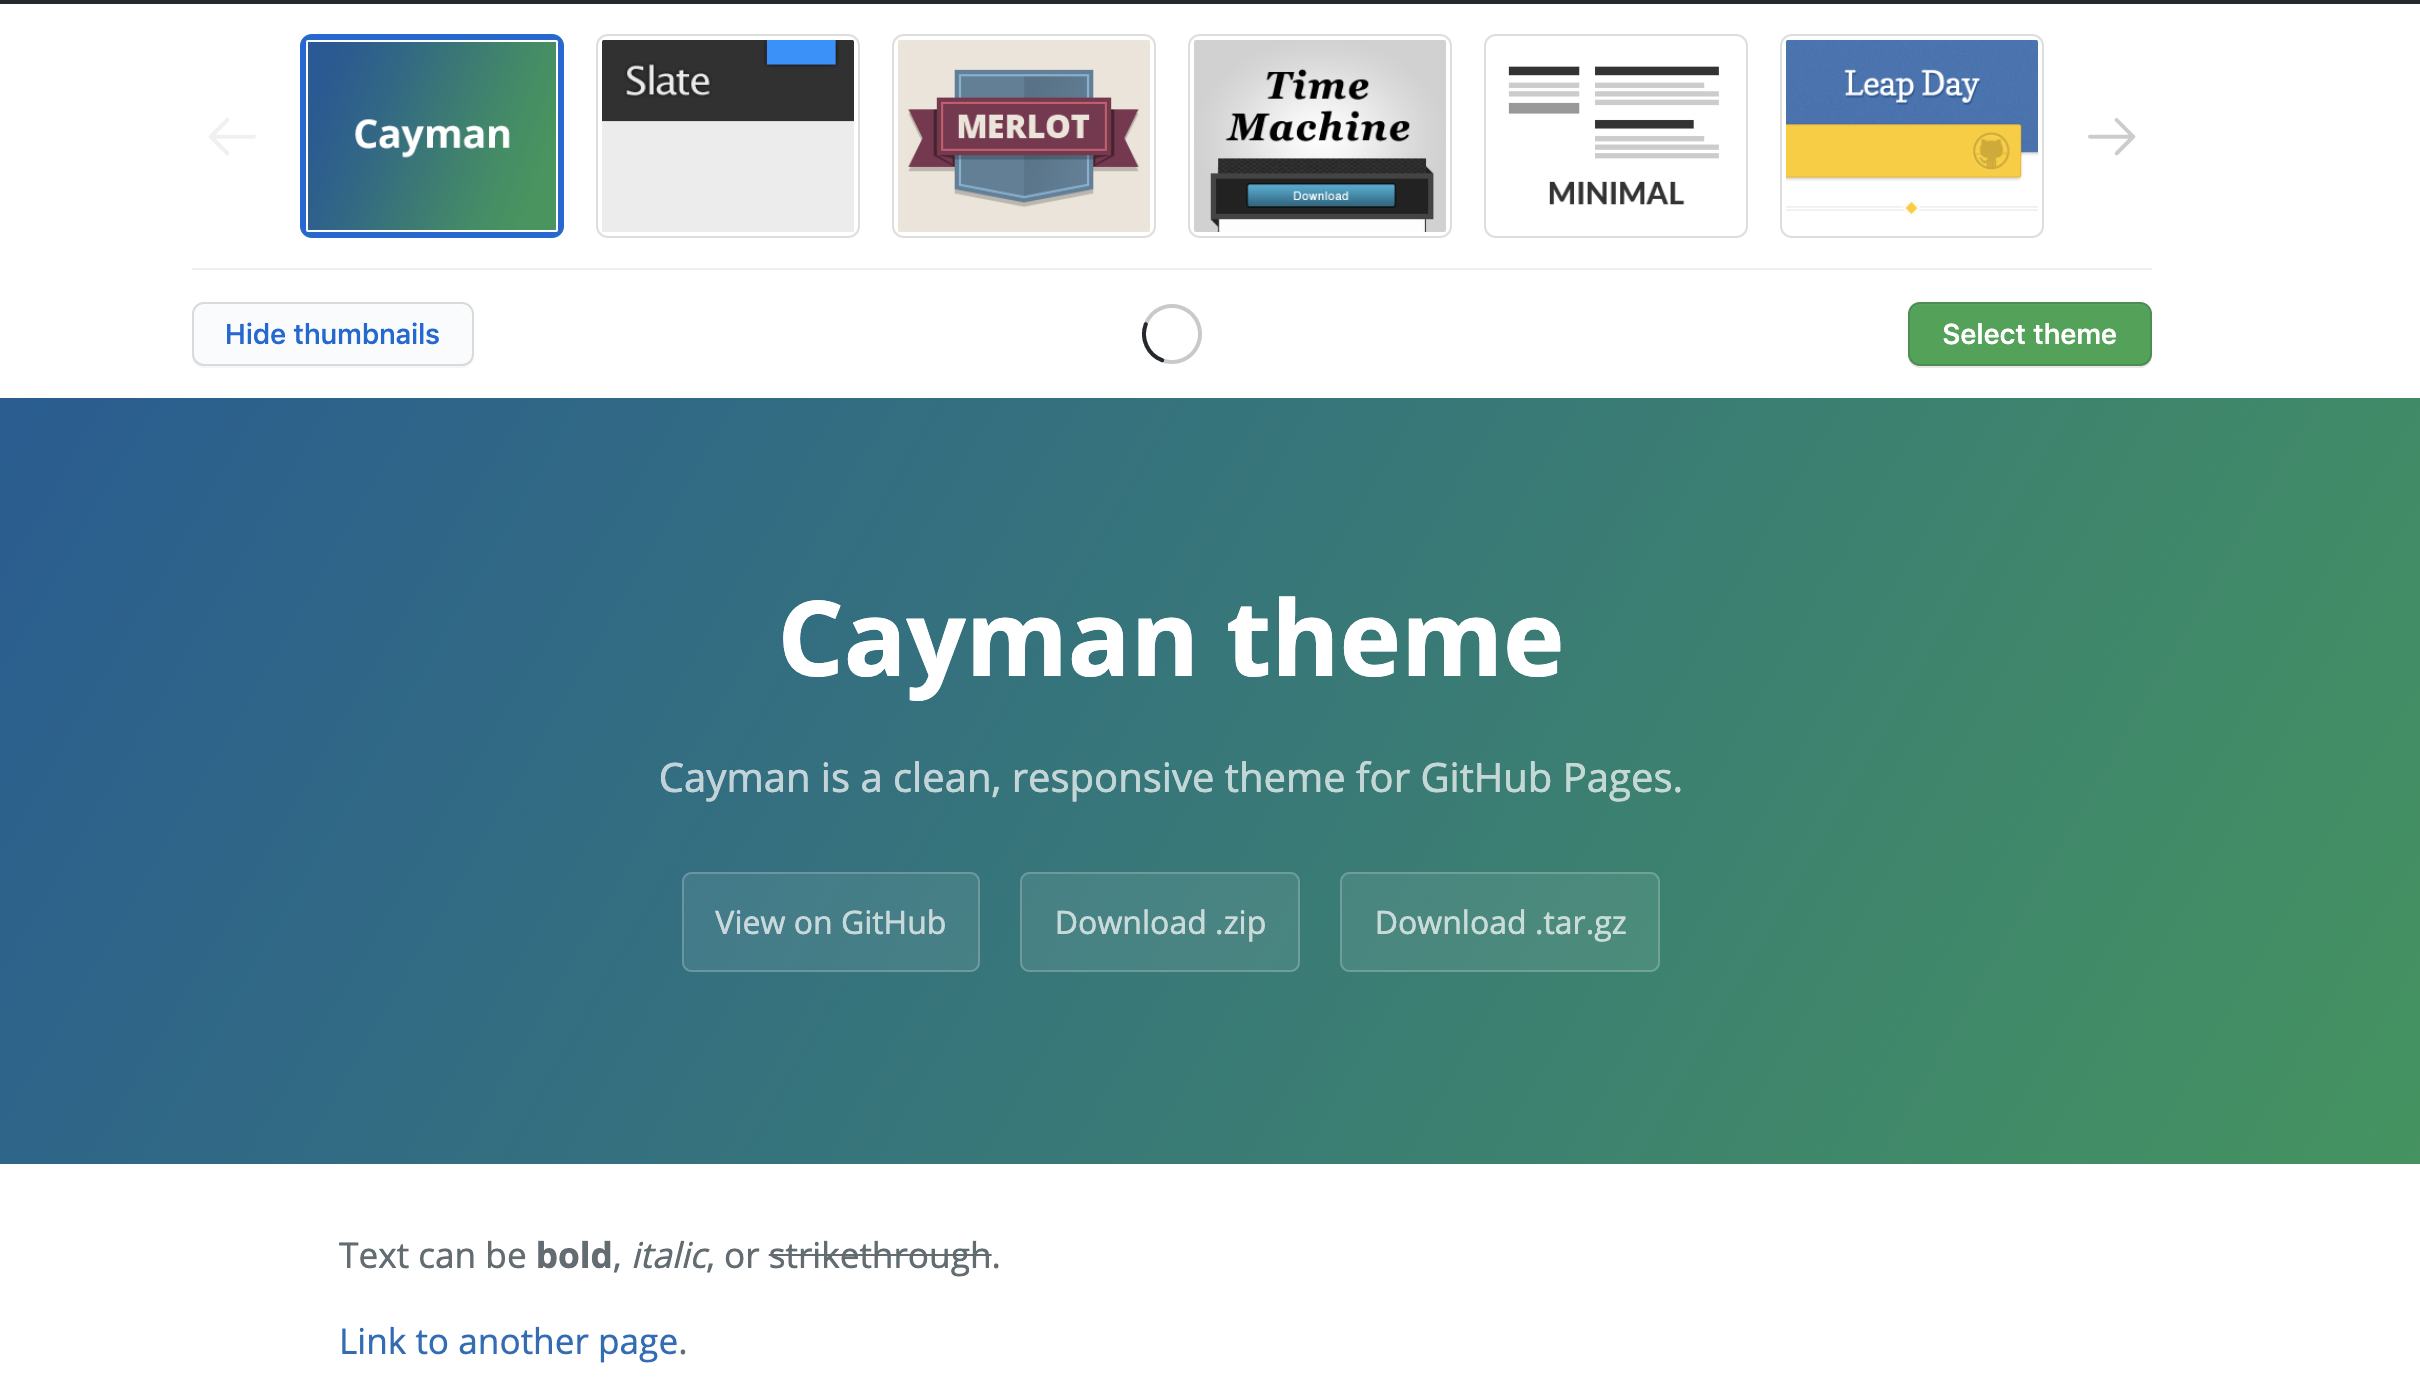 Cayman
Slate
MERLOT
Time
Machine
Download
MINIMAL
Leap Day
Hide thumbnails
Select theme
Cayman theme
Cayman is a clean, responsive theme for GitHub Pages.
View on GitHub
Download .zip
Download .tar.gz
Text can be bold, italic, or strikethrough.
Link to another page.